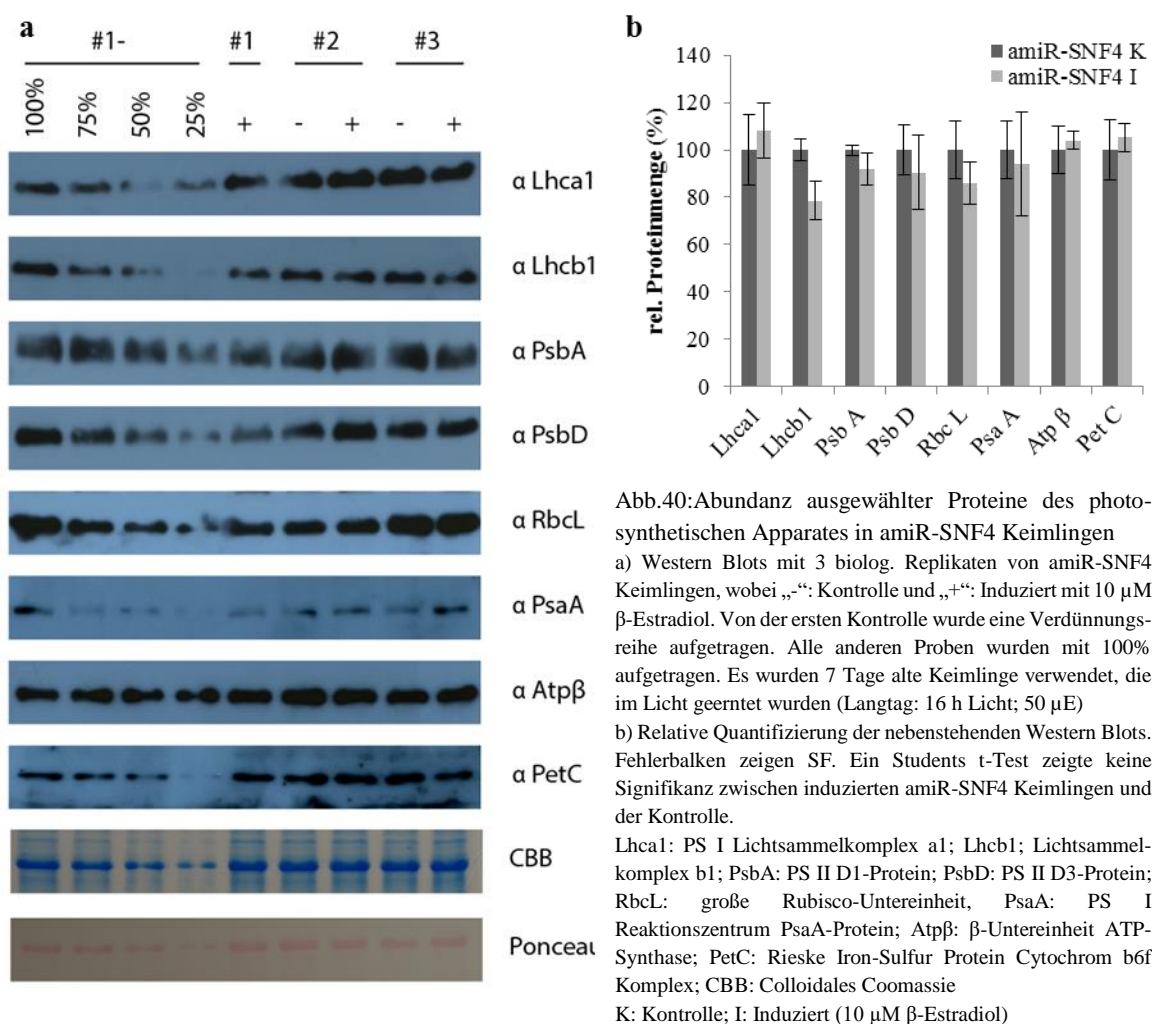 a
#1- #1 #2 #3
100% 75% 50% 25% + - + - +
α Lhca1
α Lhcb1
α PsbA
α PsbD
α RbcL
α PsaA
α Atpβ
α PetC
CBB
Ponceau
b
amiR-SNF4 K
amiR-SNF4 I
rel. Proteinmenge (%)
140
120
100
80
60
40
20
0
Lhca1 Lhcb1 Psb A Psb D Rbc L Psa A Atp β Pet C
Abb.40:Abundanz ausgewählter Proteine des photo-
synthetischen Apparates in amiR-SNF4 Keimlingen
a) Western Blots mit 3 biolog. Replikaten von amiR-SNF4
Keimlingen, wobei „-“: Kontrolle und „+“: Induziert mit 10 µM
β-Estradiol. Von der ersten Kontrolle wurde eine Verdünnungs-
reihe aufgetragen. Alle anderen Proben wurden mit 100%
aufgetragen. Es wurden 7 Tage alte Keimlinge verwendet, die
im Licht geerntet wurden (Langtag: 16 h Licht; 50 µE)
b) Relative Quantifizierung der nebenstehenden Western Blots.
Fehlerbalken zeigen SF. Ein Students t-Test zeigte keine
Signifikanz zwischen induzierten amiR-SNF4 Keimlingen und
der Kontrolle.
Lhca1: PS I Lichtsammelkomplex a1; Lhcb1; Lichtsammel-
komplex b1; PsbA: PS II D1-Protein; PsbD: PS II D3-Protein;
RbcL: große Rubisco-Untereinheit, PsaA: PS I
Reaktionszentrum PsaA-Protein; Atpβ: β-Untereinheit ATP-
Synthase; PetC: Rieske Iron-Sulfur Protein Cytochrom b6f
Komplex; CBB: Colloidales Coomassie
K: Kontrolle; I: Induziert (10 µM β-Estradiol)